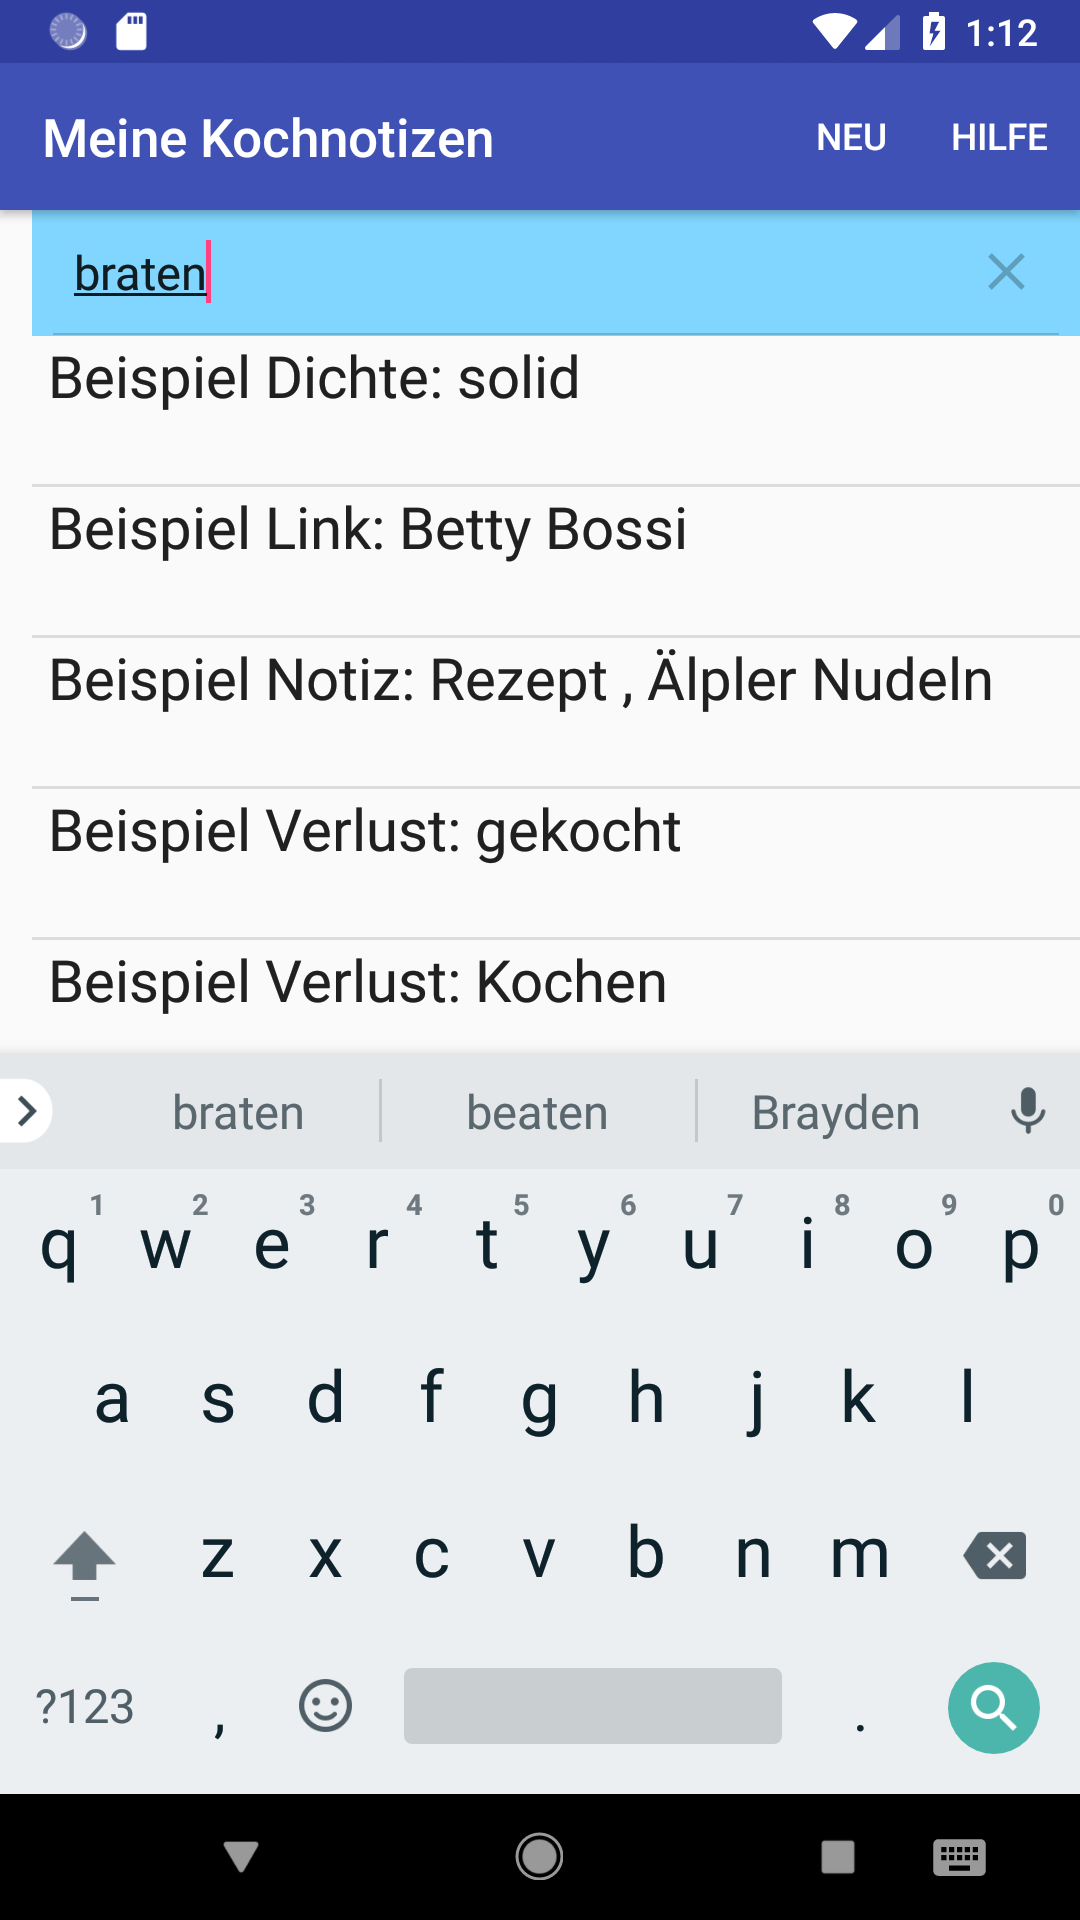 1:12
Meine Kochnotizen NEU HILFE
braten
Beispiel Dichte: solid
Beispiel Link: Betty Bossi
Beispiel Notiz: Rezept , Älpler Nudeln
Beispiel Verlust: gekocht
Beispiel Verlust: Kochen
braten beaten Brayden
1 2 3 4 5 6 7 8 9 0
q w e r t y u i o p
a s d f g h j k l
z x c v b n m
?123 , .